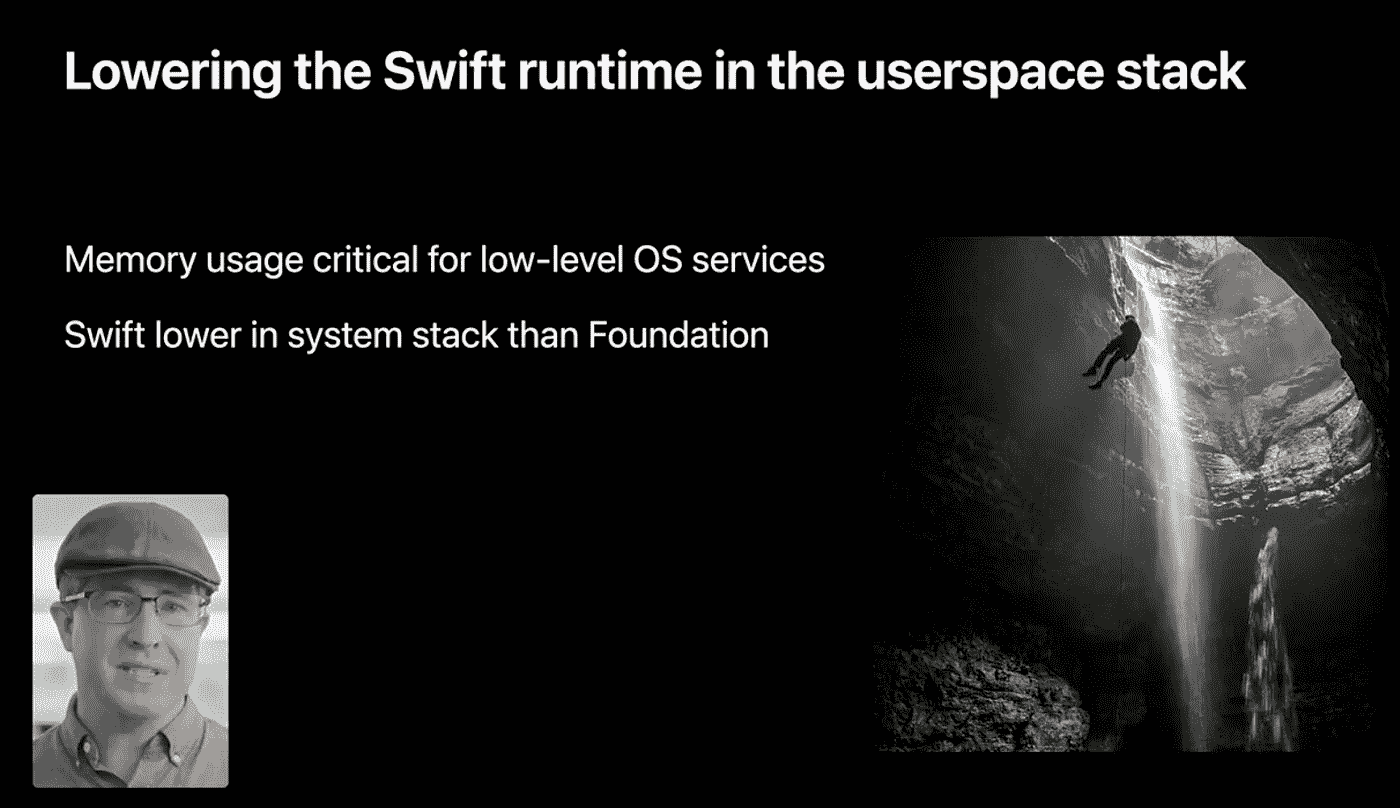 Lowering the Swift runtime in the userspace stack
Memory usage critical for low-level OS services
Swift lower in system stack than Foundation